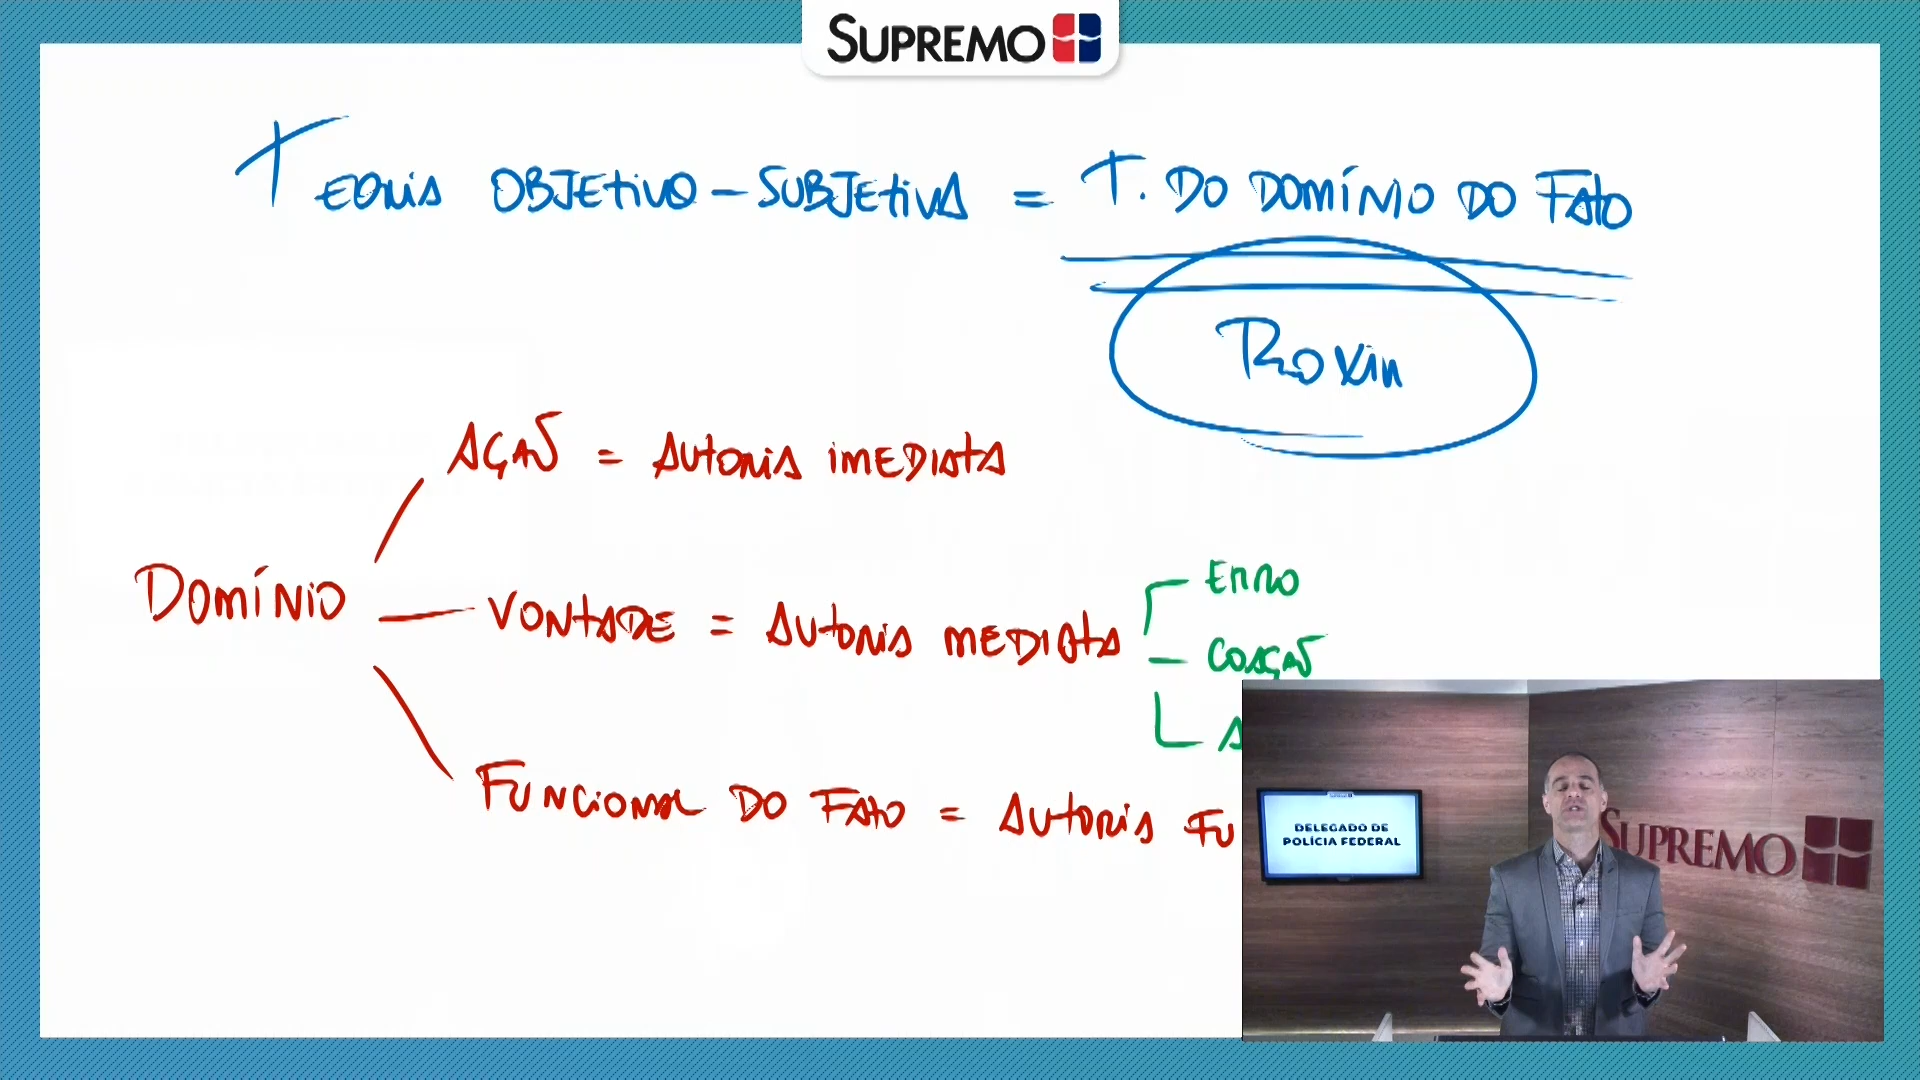 SUPREMO
TEORIA OBJETIVO-SUBJETIVA = T. DO DOMÍNIO DO FATO
ROXIN
AÇÃO = AUTORIA IMEDIATA
ERRO
DOMÍNIO
VONTADE = AUTORIA MEDIATA
COAÇÃO
A
FUNCIONAL DO FATO = AUTORIA FU
DELEGADO DE
POLÍCIA FEDERAL
SUPREMO